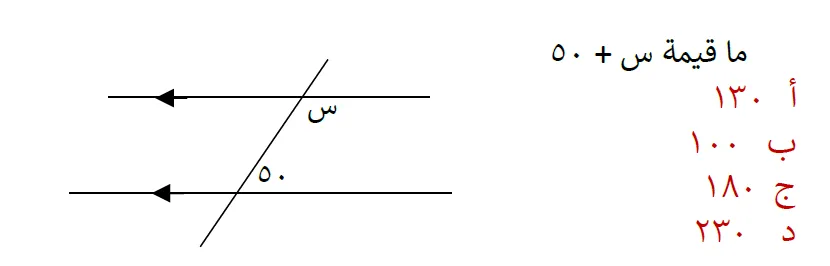 ما قيمة س + ٥٠
أ ١٣٠
ب ١٠٠
ج ١٨٠
د ٢٣٠
س
٥٠